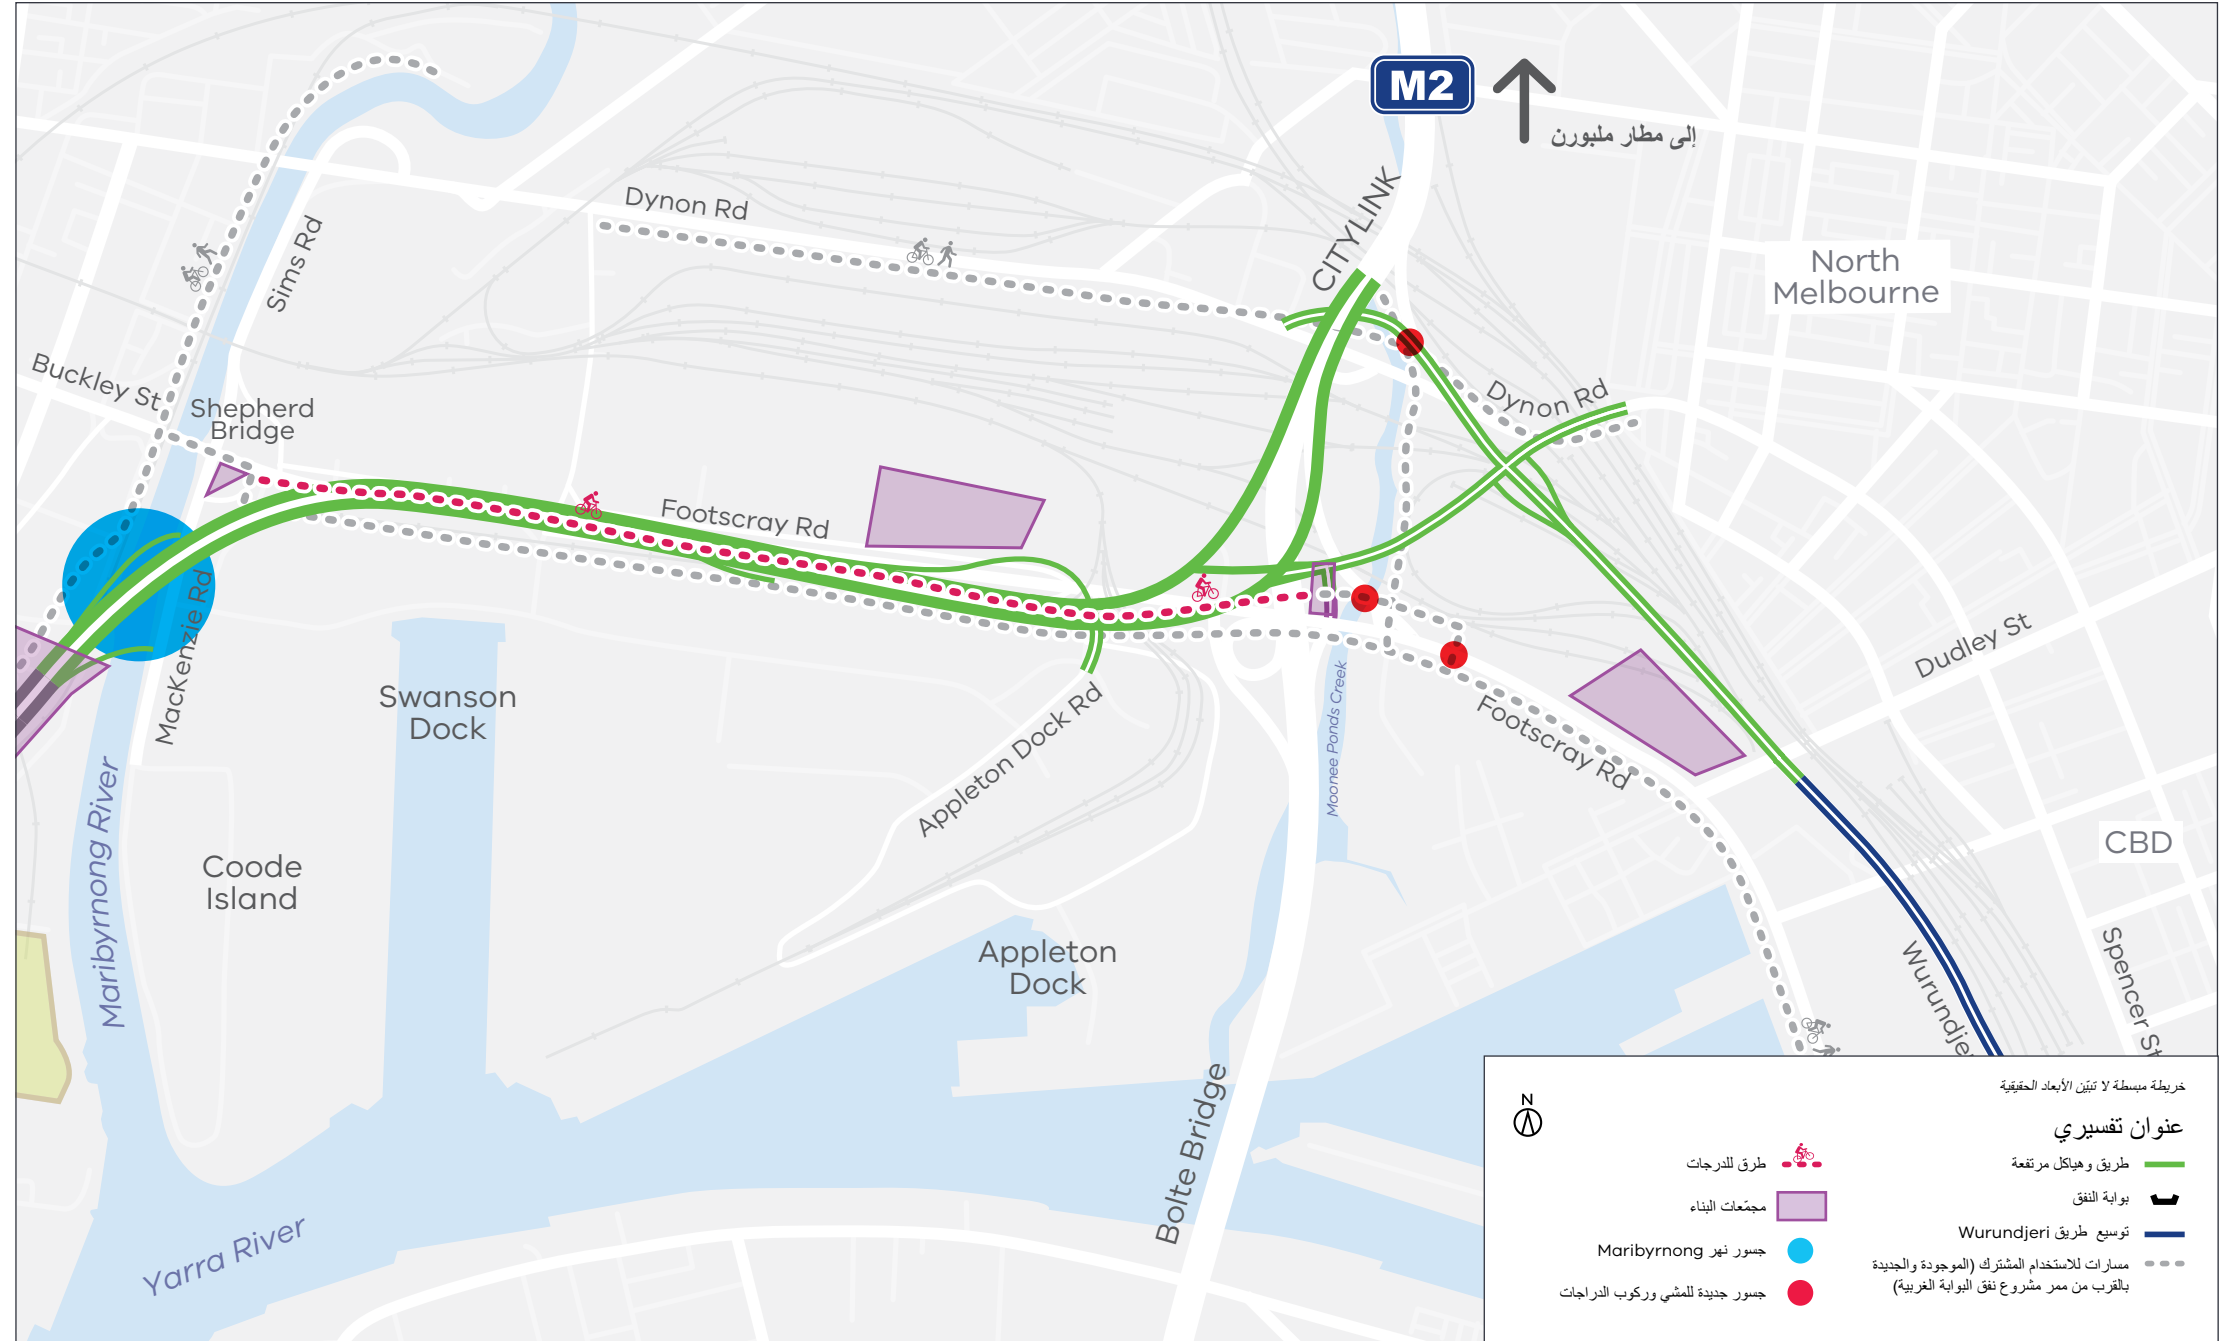 M2
إلى مطار ملبورن
CITYLINK
Dynon Rd
Sims Rd
North
Melbourne
Buckley St
Shepherd
Bridge
Dynon Rd
Footscray Rd
MacKenzie Rd
Swanson
Dock
Dudley St
Appleton Dock Rd
Moonee Ponds Creek
Footscray Rd
Maribyrnong River
Coode
Island
CBD
Appleton
Dock
Spencer St
Bolte Bridge
Yarra River
خريطة مبسطة لا تبيّن الأبعاد الحقيقية
N
عنوان تفسيري
طريق وهياكل مرتفعة
بوابة النفق
توسيع طريق Wurundjeri
مسارات للاستخدام المشترك (الموجودة والجديدة
بالقرب من ممر مشروع نفق البوابة الغربية)
طرق للدرجات
مجمّعات البناء
جسور نهر Maribyrnong
جسور جديدة للمشي وركوب الدراجات